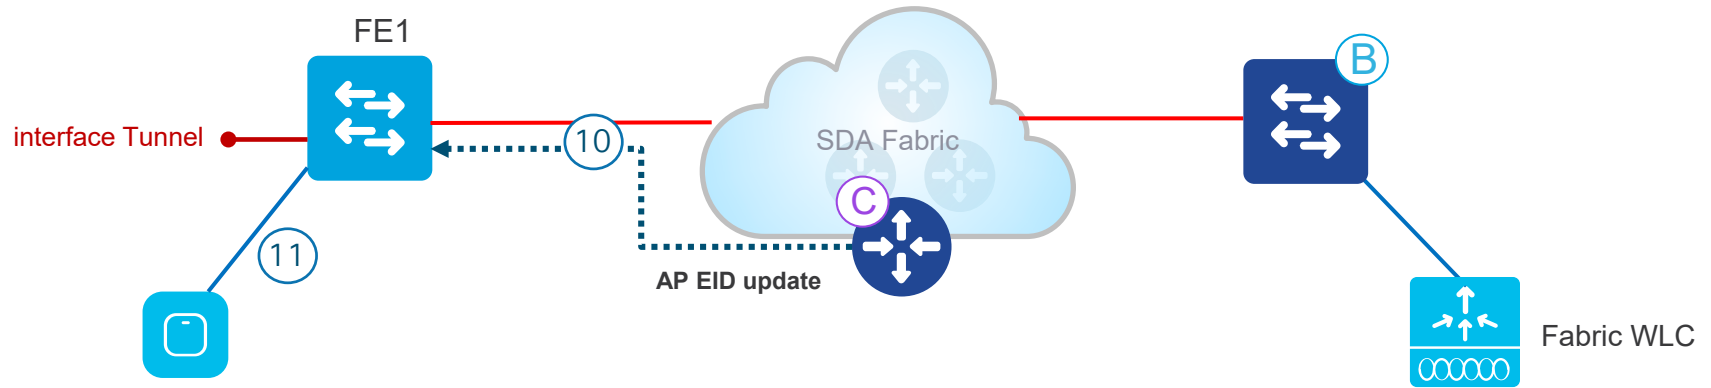 FE1
B
interface Tunnel
10
SDA Fabric
C
11
AP EID update
Fabric WLC